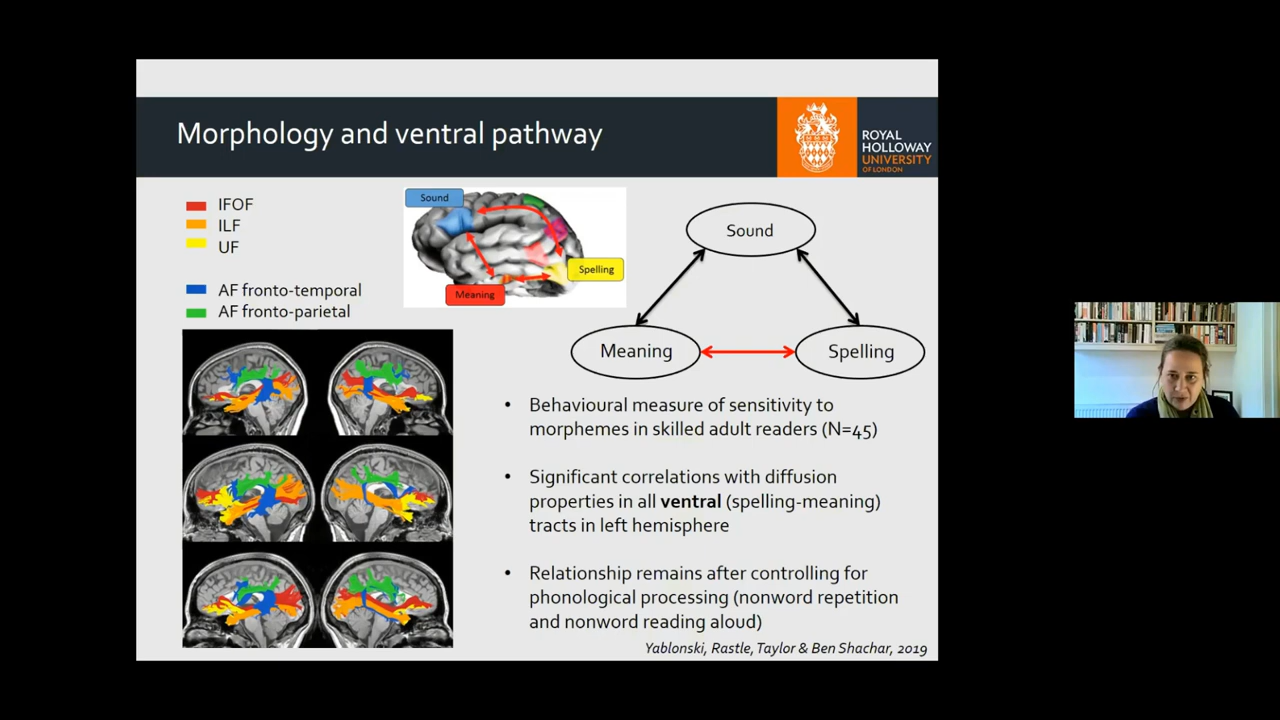 Morphology and ventral pathway
ROYAL
HOLLOWAY
UNIVERSITY
OF LONDON
IFOF
ILF
UF
AF fronto-temporal
AF fronto-parietal
Sound
Spelling
Meaning
Sound
Meaning
Spelling
• Behavioural measure of sensitivity to
morphemes in skilled adult readers (N=45)
• Significant correlations with diffusion
properties in all ventral (spelling-meaning)
tracts in left hemisphere
• Relationship remains after controlling for
phonological processing (nonword repetition
and nonword reading aloud)
Yablonski, Rastle, Taylor & Ben Shachar, 2019